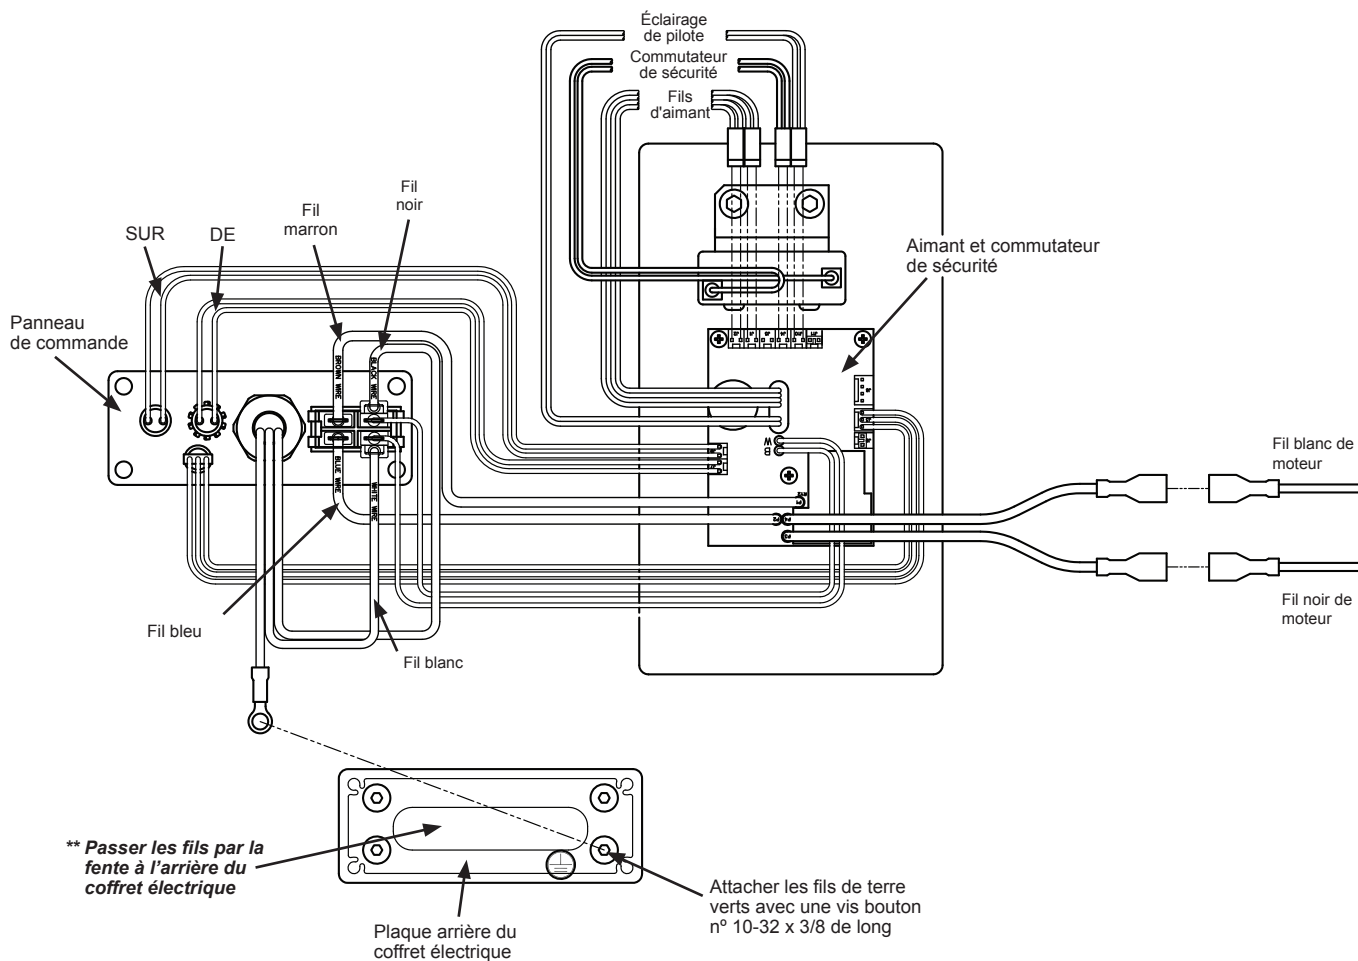 Éclairage
de pilote
Commutateur
de sécurité
Fils
d'aimant
Fil
noir
Fil
marron
SUR
DE
Aimant et commutateur
de sécurité
Panneau
de commande
BROWN WIRE
BLACK WIRE
BLUE WIRE
WHITE WIRE
W
B
Fil blanc de
moteur
Fil noir de
moteur
Fil bleu
Fil blanc
** Passer les fils par la
fente à l'arrière du
coffret électrique
Plaque arrière du
coffret électrique
Attacher les fils de terre
verts avec une vis bouton
nº 10-32 x 3/8 de long